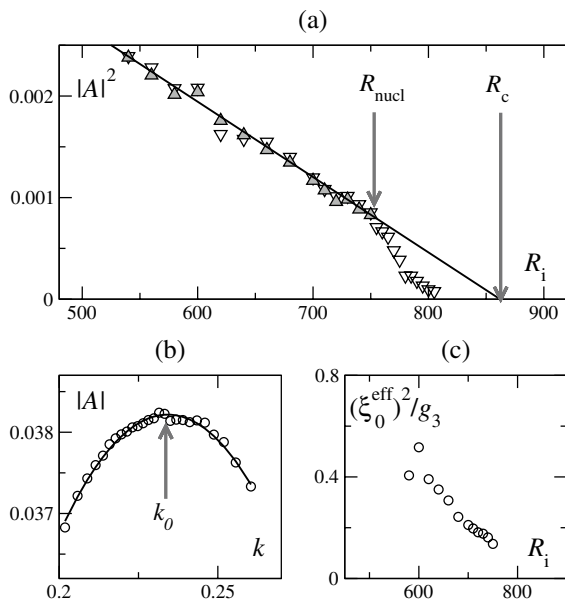 (a)
|A|²
R_nucl
R_c
0.002
0.001
0
R_i
500 600 700 800 900
(b)
|A|
0.038
0.037
k_0
k
0.2 0.25
(c)
0.8
(ξ_0^eff)²/g_3
0.4
0
R_i
600 800